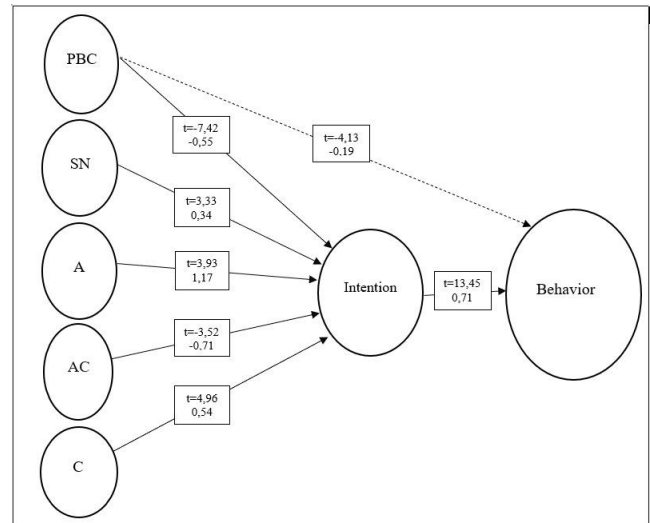 PBC
t=-7,42
-0,55
t=-4,13
-0,19
SN
t=3,33
0,34
A
t=3,93
1,17
Intention
t=13,45
0,71
Behavior
AC
t=-3,52
-0,71
t=4,96
0,54
C